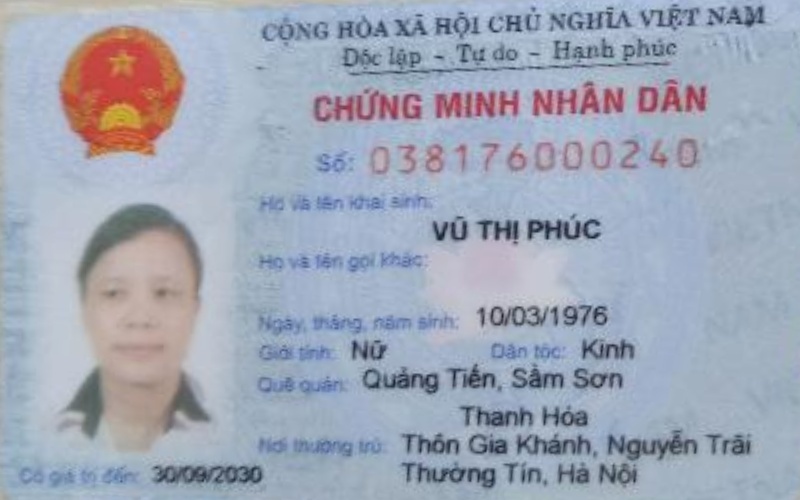 CỘNG HÒA XÃ HỘI CHỦ NGHĨA VIỆT NAM
Độc lập - Tự do - Hạnh phúc
CHỨNG MINH NHÂN DÂN
Số: 038176000240
Họ và tên khai sinh:
VŨ THỊ PHÚC
Họ và tên gọi khác:
Ngày, tháng, năm sinh: 10/03/1976
Giới tính: Nữ Dân tộc: Kinh
Quê quán: Quảng Tiến, Sầm Sơn
Thanh Hóa
Nơi thường trú: Thôn Gia Khánh, Nguyễn Trãi
Thường Tín, Hà Nội
Có giá trị đến: 30/09/2030